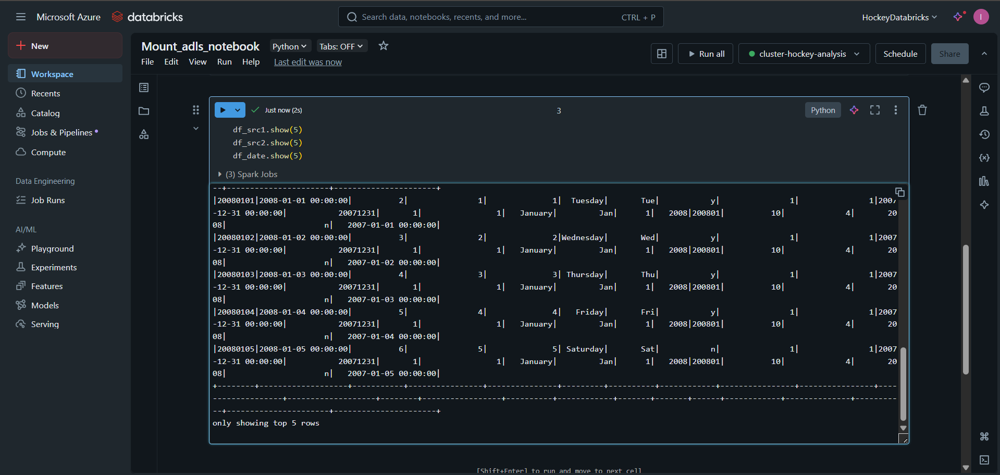 Microsoft Azure
databricks
Search data, notebooks, recents, and more...
CTRL + P
HockeyDatabricks
I
New
Workspace
Recents
Catalog
Jobs & Pipelines
Compute
Data Engineering
Job Runs
AI/ML
Playground
Experiments
Features
Models
Serving
Mount_adls_notebook
Python
Tabs: OFF
File
Edit
View
Run
Help
Last edit was now
Run all
cluster-hockey-analysis
Schedule
Share
Just now (2s)
3
Python
df_src1.show(5)
df_src2.show(5)
df_date.show(5)
(3) Spark Jobs
--+----------------------+----------------------+
|20080101|2008-01-01 00:00:00|          2|               1|              1|  Tuesday|       Tue|           y|               1|               1|2007
-12-31 00:00:00|           20071231|       1|                1|   January|         Jan|      1|   2008|200801|          10|             4|       20
08|                     n|   2007-01-01 00:00:00|
|20080102|2008-01-02 00:00:00|          3|               2|              2|Wednesday|       Wed|           y|               1|               1|2007
-12-31 00:00:00|           20071231|       1|                1|   January|         Jan|      1|   2008|200801|          10|             4|       20
08|                     n|   2007-01-02 00:00:00|
|20080103|2008-01-03 00:00:00|          4|               3|              3| Thursday|       Thu|           y|               1|               1|2007
-12-31 00:00:00|           20071231|       1|                1|   January|         Jan|      1|   2008|200801|          10|             4|       20
08|                     n|   2007-01-03 00:00:00|
|20080104|2008-01-04 00:00:00|          5|               4|              4|   Friday|       Fri|           y|               1|               1|2007
-12-31 00:00:00|           20071231|       1|                1|   January|         Jan|      1|   2008|200801|          10|             4|       20
08|                     n|   2007-01-04 00:00:00|
|20080105|2008-01-05 00:00:00|          6|               5|              5| Saturday|       Sat|           n|               1|               1|2007
-12-31 00:00:00|           20071231|       1|                1|   January|         Jan|      1|   2008|200801|          10|             4|       20
08|                     n|   2007-01-05 00:00:00|
+--------+-------------------+-----------+----------------+---------------+---------+----------+------------+----------------+----------------+----
---------------+-------------------+--------+-----------------+----------+------------+-------+-------+------+------------+--------------+---------
--+----------------------+----------------------+
only showing top 5 rows
[Shift+Enter] to run and move to next cell